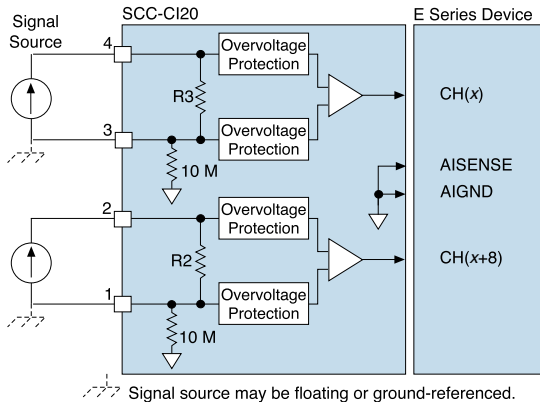 Signal
Source
SCC-CI20
E Series Device
4
Overvoltage
Protection
R3
CH(x)
3
Overvoltage
Protection
10 M
AISENSE
AIGND
2
Overvoltage
Protection
R2
CH(x+8)
1
Overvoltage
Protection
10 M
Signal source may be floating or ground-referenced.